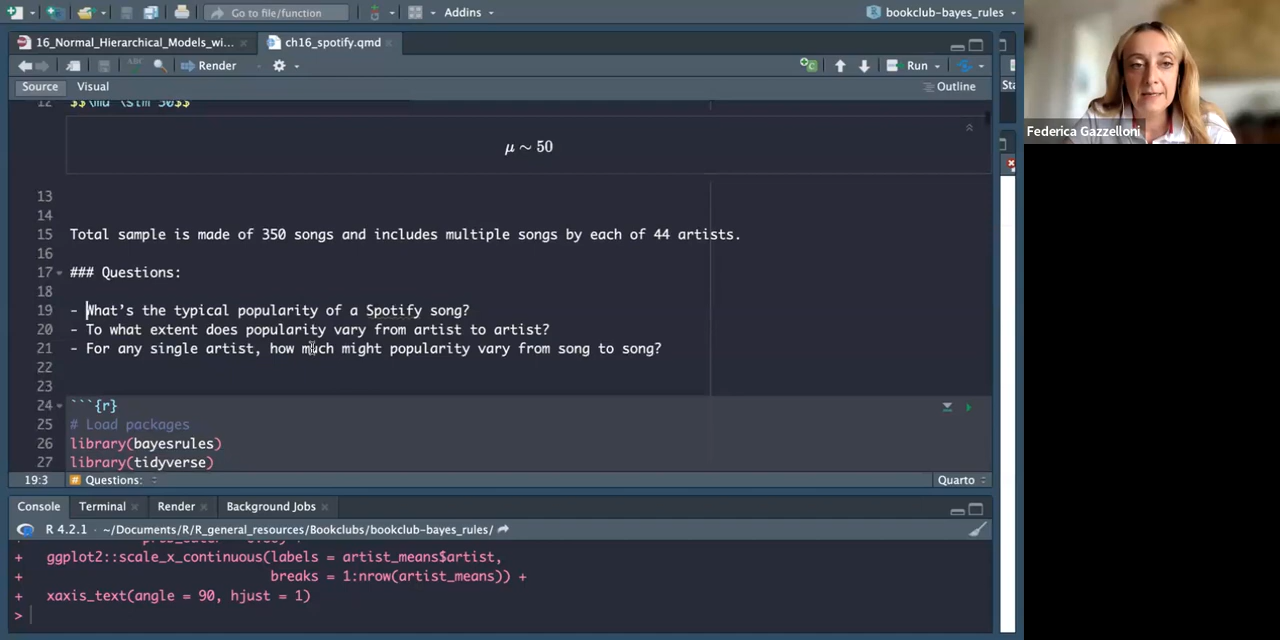 Go to file/function
Addins
bookclub-bayes_rules
16_Normal_Hierarchical_Models_wi...
ch16_spotify.qmd
Render
Run
Source
Visual
Outline
12 $$\mu \sim 50$$
μ ∼ 50
13
14
15 Total sample is made of 350 songs and includes multiple songs by each of 44 artists.
16
17 ### Questions:
18
19 - What's the typical popularity of a Spotify song?
20 - To what extent does popularity vary from artist to artist?
21 - For any single artist, how much might popularity vary from song to song?
22
23
24 ```{r}
25 # Load packages
26 library(bayesrules)
27 library(tidyverse)
19:3 # Questions: Quarto
Console Terminal Render Background Jobs
R 4.2.1 · ~/Documents/R/R_general_resources/Bookclubs/bookclub-bayes_rules/
+ ggplot2::scale_x_continuous(labels = artist_means$artist,
+ breaks = 1:nrow(artist_means)) +
+ xaxis_text(angle = 90, hjust = 1)
>
Federica Gazzelloni